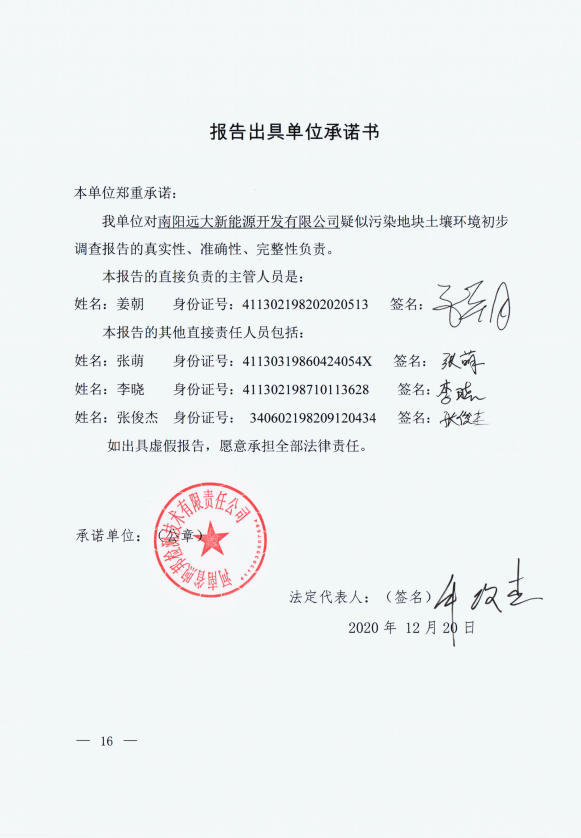 报告出具单位承诺书
本单位郑重承诺：
我单位对南阳远大新能源开发有限公司疑似污染地块土壤环境初步
调查报告的真实性、准确性、完整性负责。
本报告的直接负责的主管人员是：
姓名：姜朝 身份证号：411302198202020513 签名：
本报告的其他直接责任人员包括：
姓名：张萌 身份证号：41130319860424054X 签名：张萌
姓名：李晓 身份证号：411302198710113628 签名：李晓
姓名：张俊杰 身份证号：340602198209120434 签名：张俊杰
如出具虚假报告，愿意承担全部法律责任。
承诺单位：（公章）
河南省 检测技术有限责任公司
法定代表人：（签名）
2020 年 12 月 20 日
— 16 —